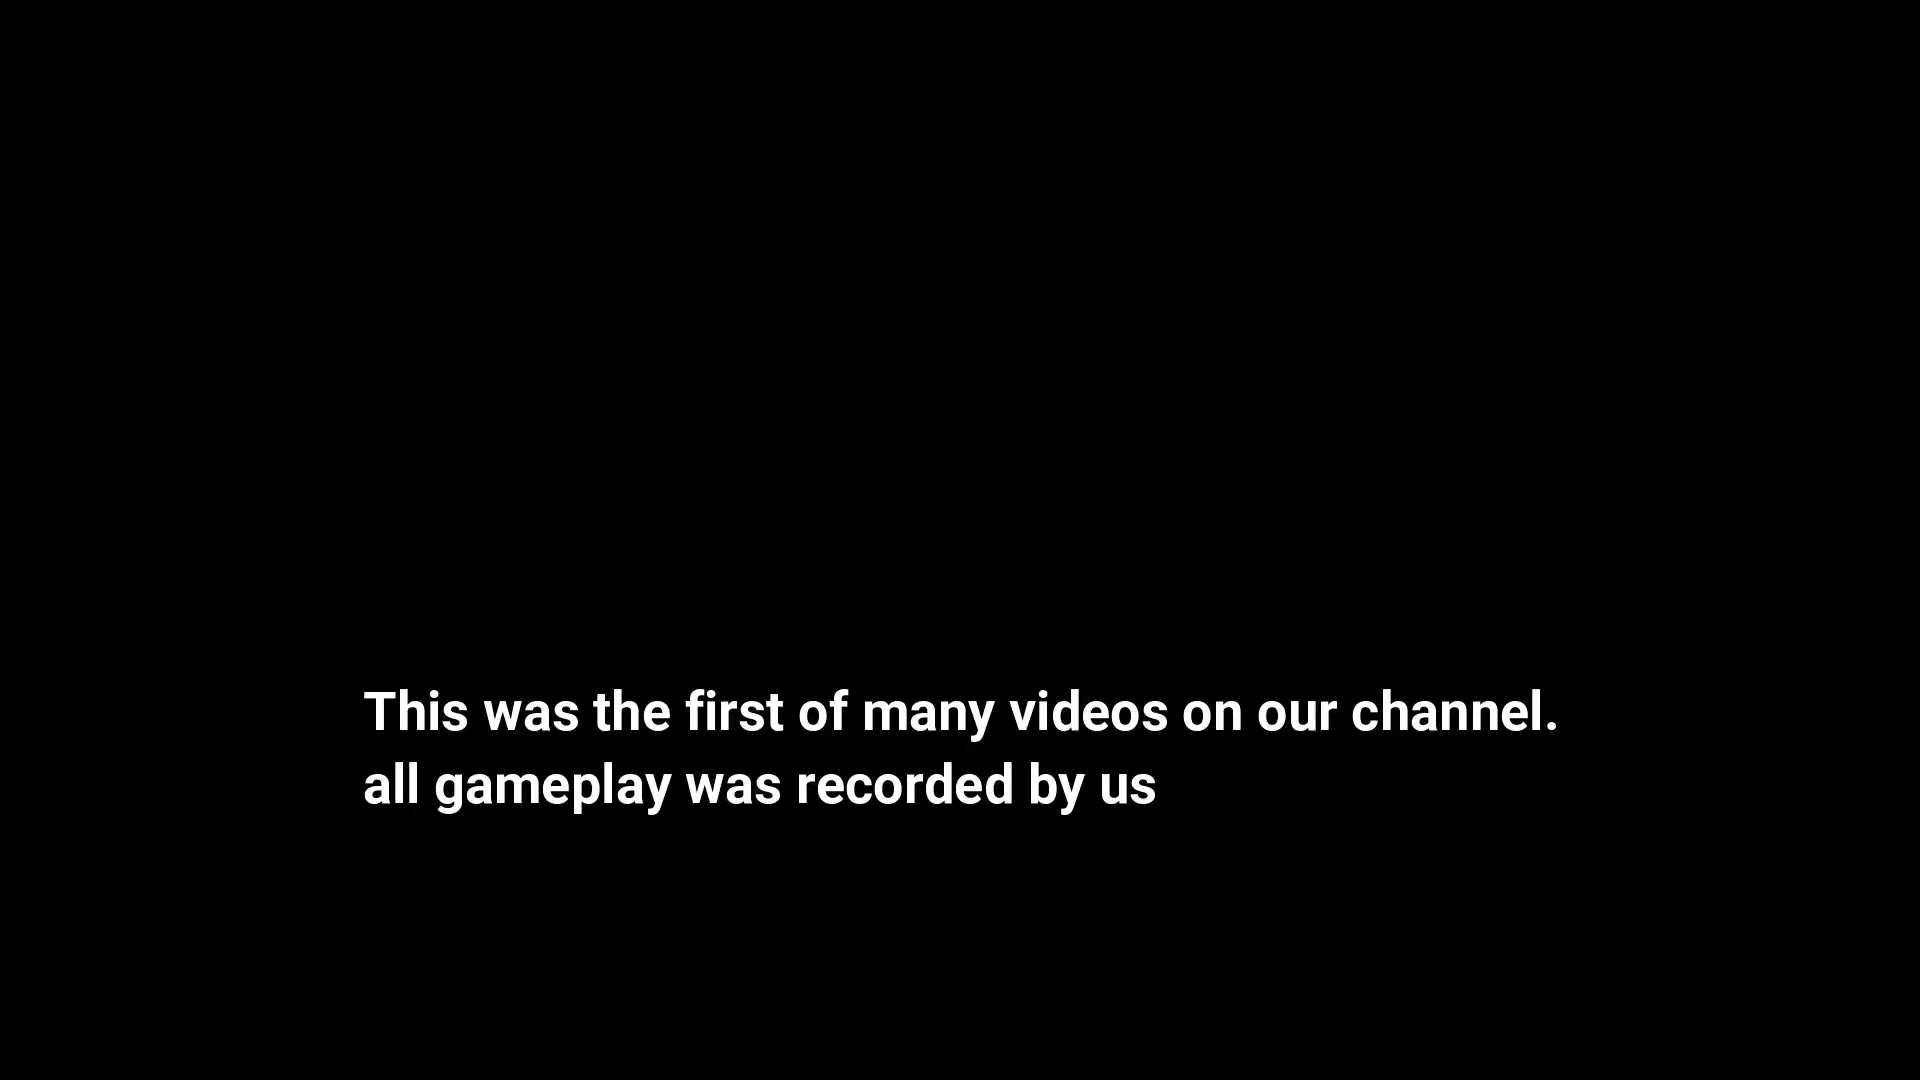 This was the first of many videos on our channel.
all gameplay was recorded by us